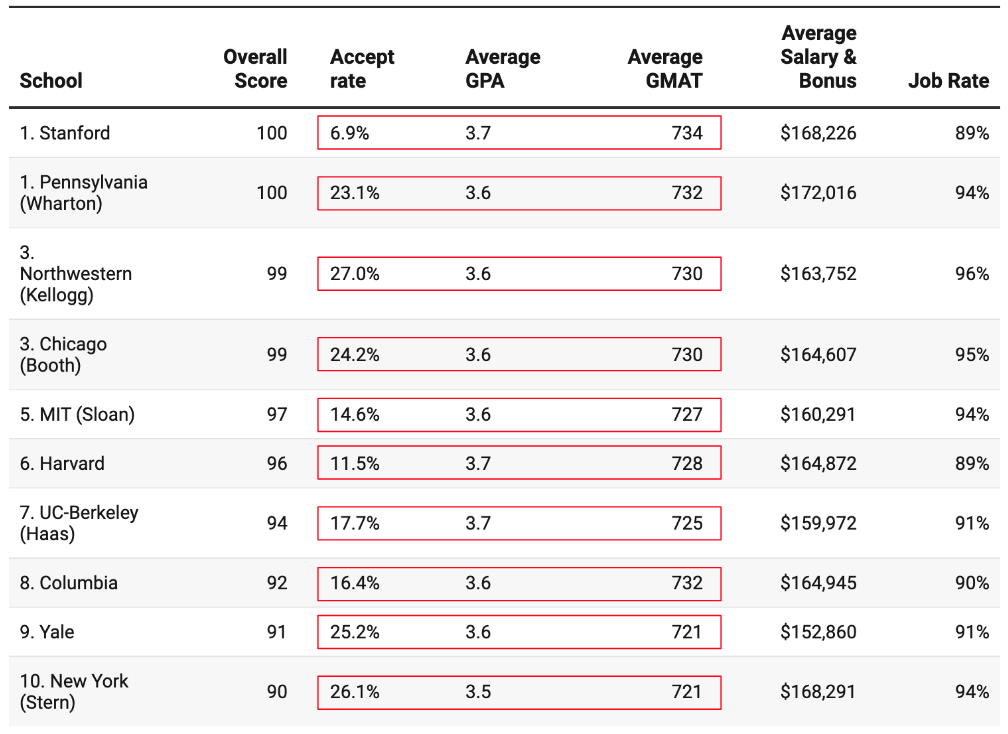 School Overall Score Accept rate Average GPA Average GMAT Average Salary & Bonus Job Rate
1. Stanford 100 6.9% 3.7 734 $168,226 89%
1. Pennsylvania (Wharton) 100 23.1% 3.6 732 $172,016 94%
3. Northwestern (Kellogg) 99 27.0% 3.6 730 $163,752 96%
3. Chicago (Booth) 99 24.2% 3.6 730 $164,607 95%
5. MIT (Sloan) 97 14.6% 3.6 727 $160,291 94%
6. Harvard 96 11.5% 3.7 728 $164,872 89%
7. UC-Berkeley (Haas) 94 17.7% 3.7 725 $159,972 91%
8. Columbia 92 16.4% 3.6 732 $164,945 90%
9. Yale 91 25.2% 3.6 721 $152,860 91%
10. New York (Stern) 90 26.1% 3.5 721 $168,291 94%